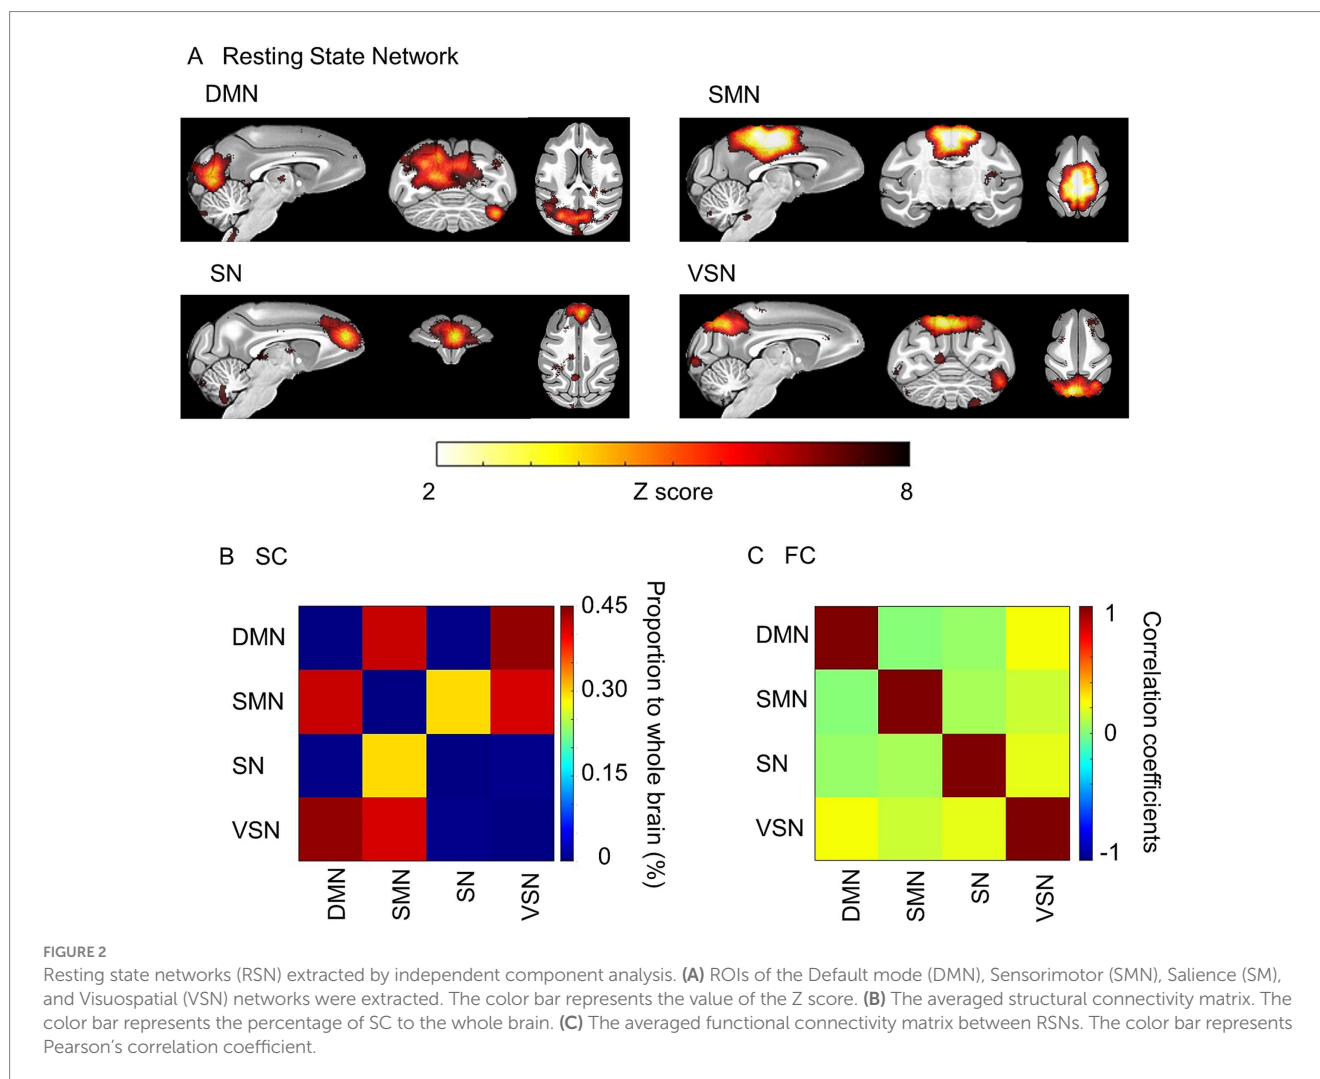 A Resting State Network
DMN
SMN
SN
VSN
2
Z score
8
B SC
C FC
DMN
SMN
SN
VSN
DMN
SMN
SN
VSN
0.45
0.30
0.15
0
Proportion to whole brain (%)
DMN
SMN
SN
VSN
DMN
SMN
SN
VSN
1
0
-1
Correlation coefficients
FIGURE 2
Resting state networks (RSN) extracted by independent component analysis. (A) ROIs of the Default mode (DMN), Sensorimotor (SMN), Salience (SM),
and Visuospatial (VSN) networks were extracted. The color bar represents the value of the Z score. (B) The averaged structural connectivity matrix. The
color bar represents the percentage of SC to the whole brain. (C) The averaged functional connectivity matrix between RSNs. The color bar represents
Pearson’s correlation coefficient.